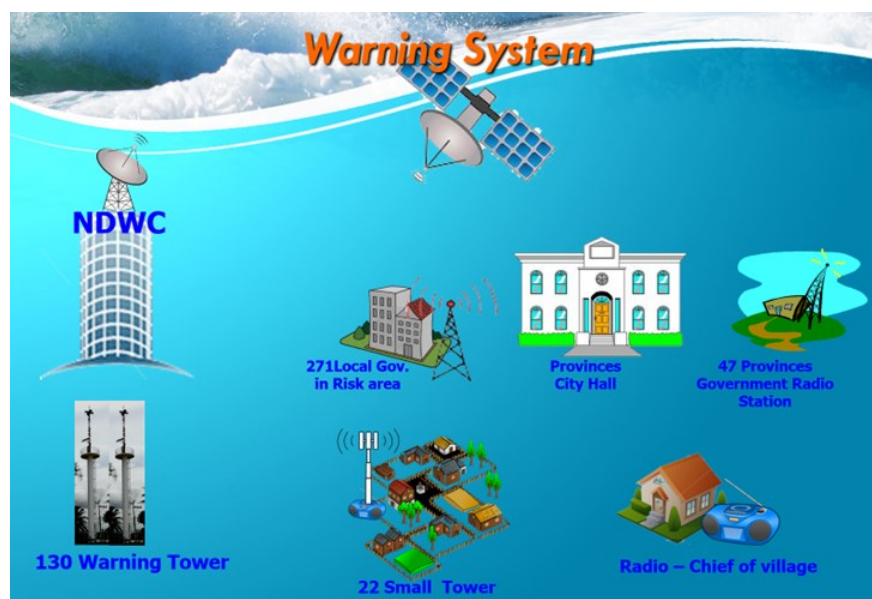 Warning System
NDWC
271Local Gov.
in Risk area
Provinces
City Hall
47 Provinces
Government Radio
Station
130 Warning Tower
22 Small  Tower
Radio – Chief of village